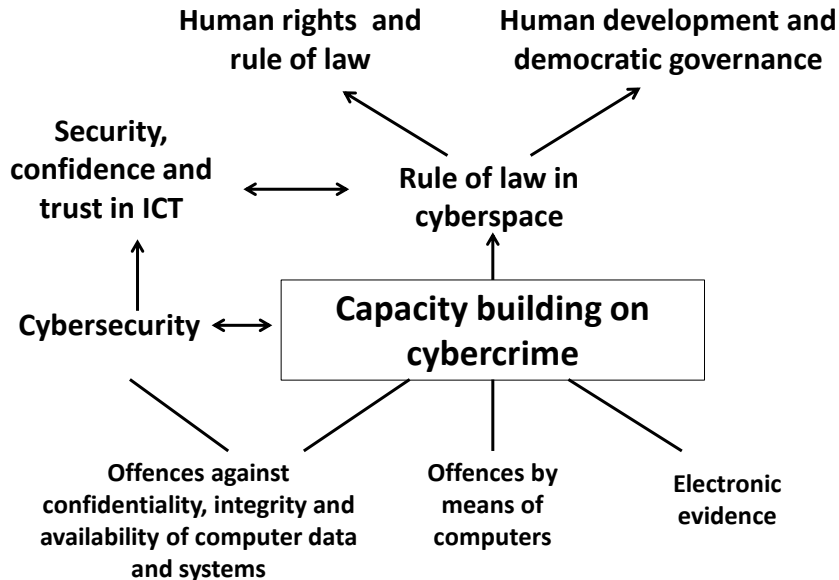 Human rights and
rule of law
Human development and
democratic governance
Security,
confidence and
trust in ICT
Rule of law in
cyberspace
Cybersecurity
Capacity building on
cybercrime
Offences against
confidentiality, integrity and
availability of computer data
and systems
Offences by
means of
computers
Electronic
evidence